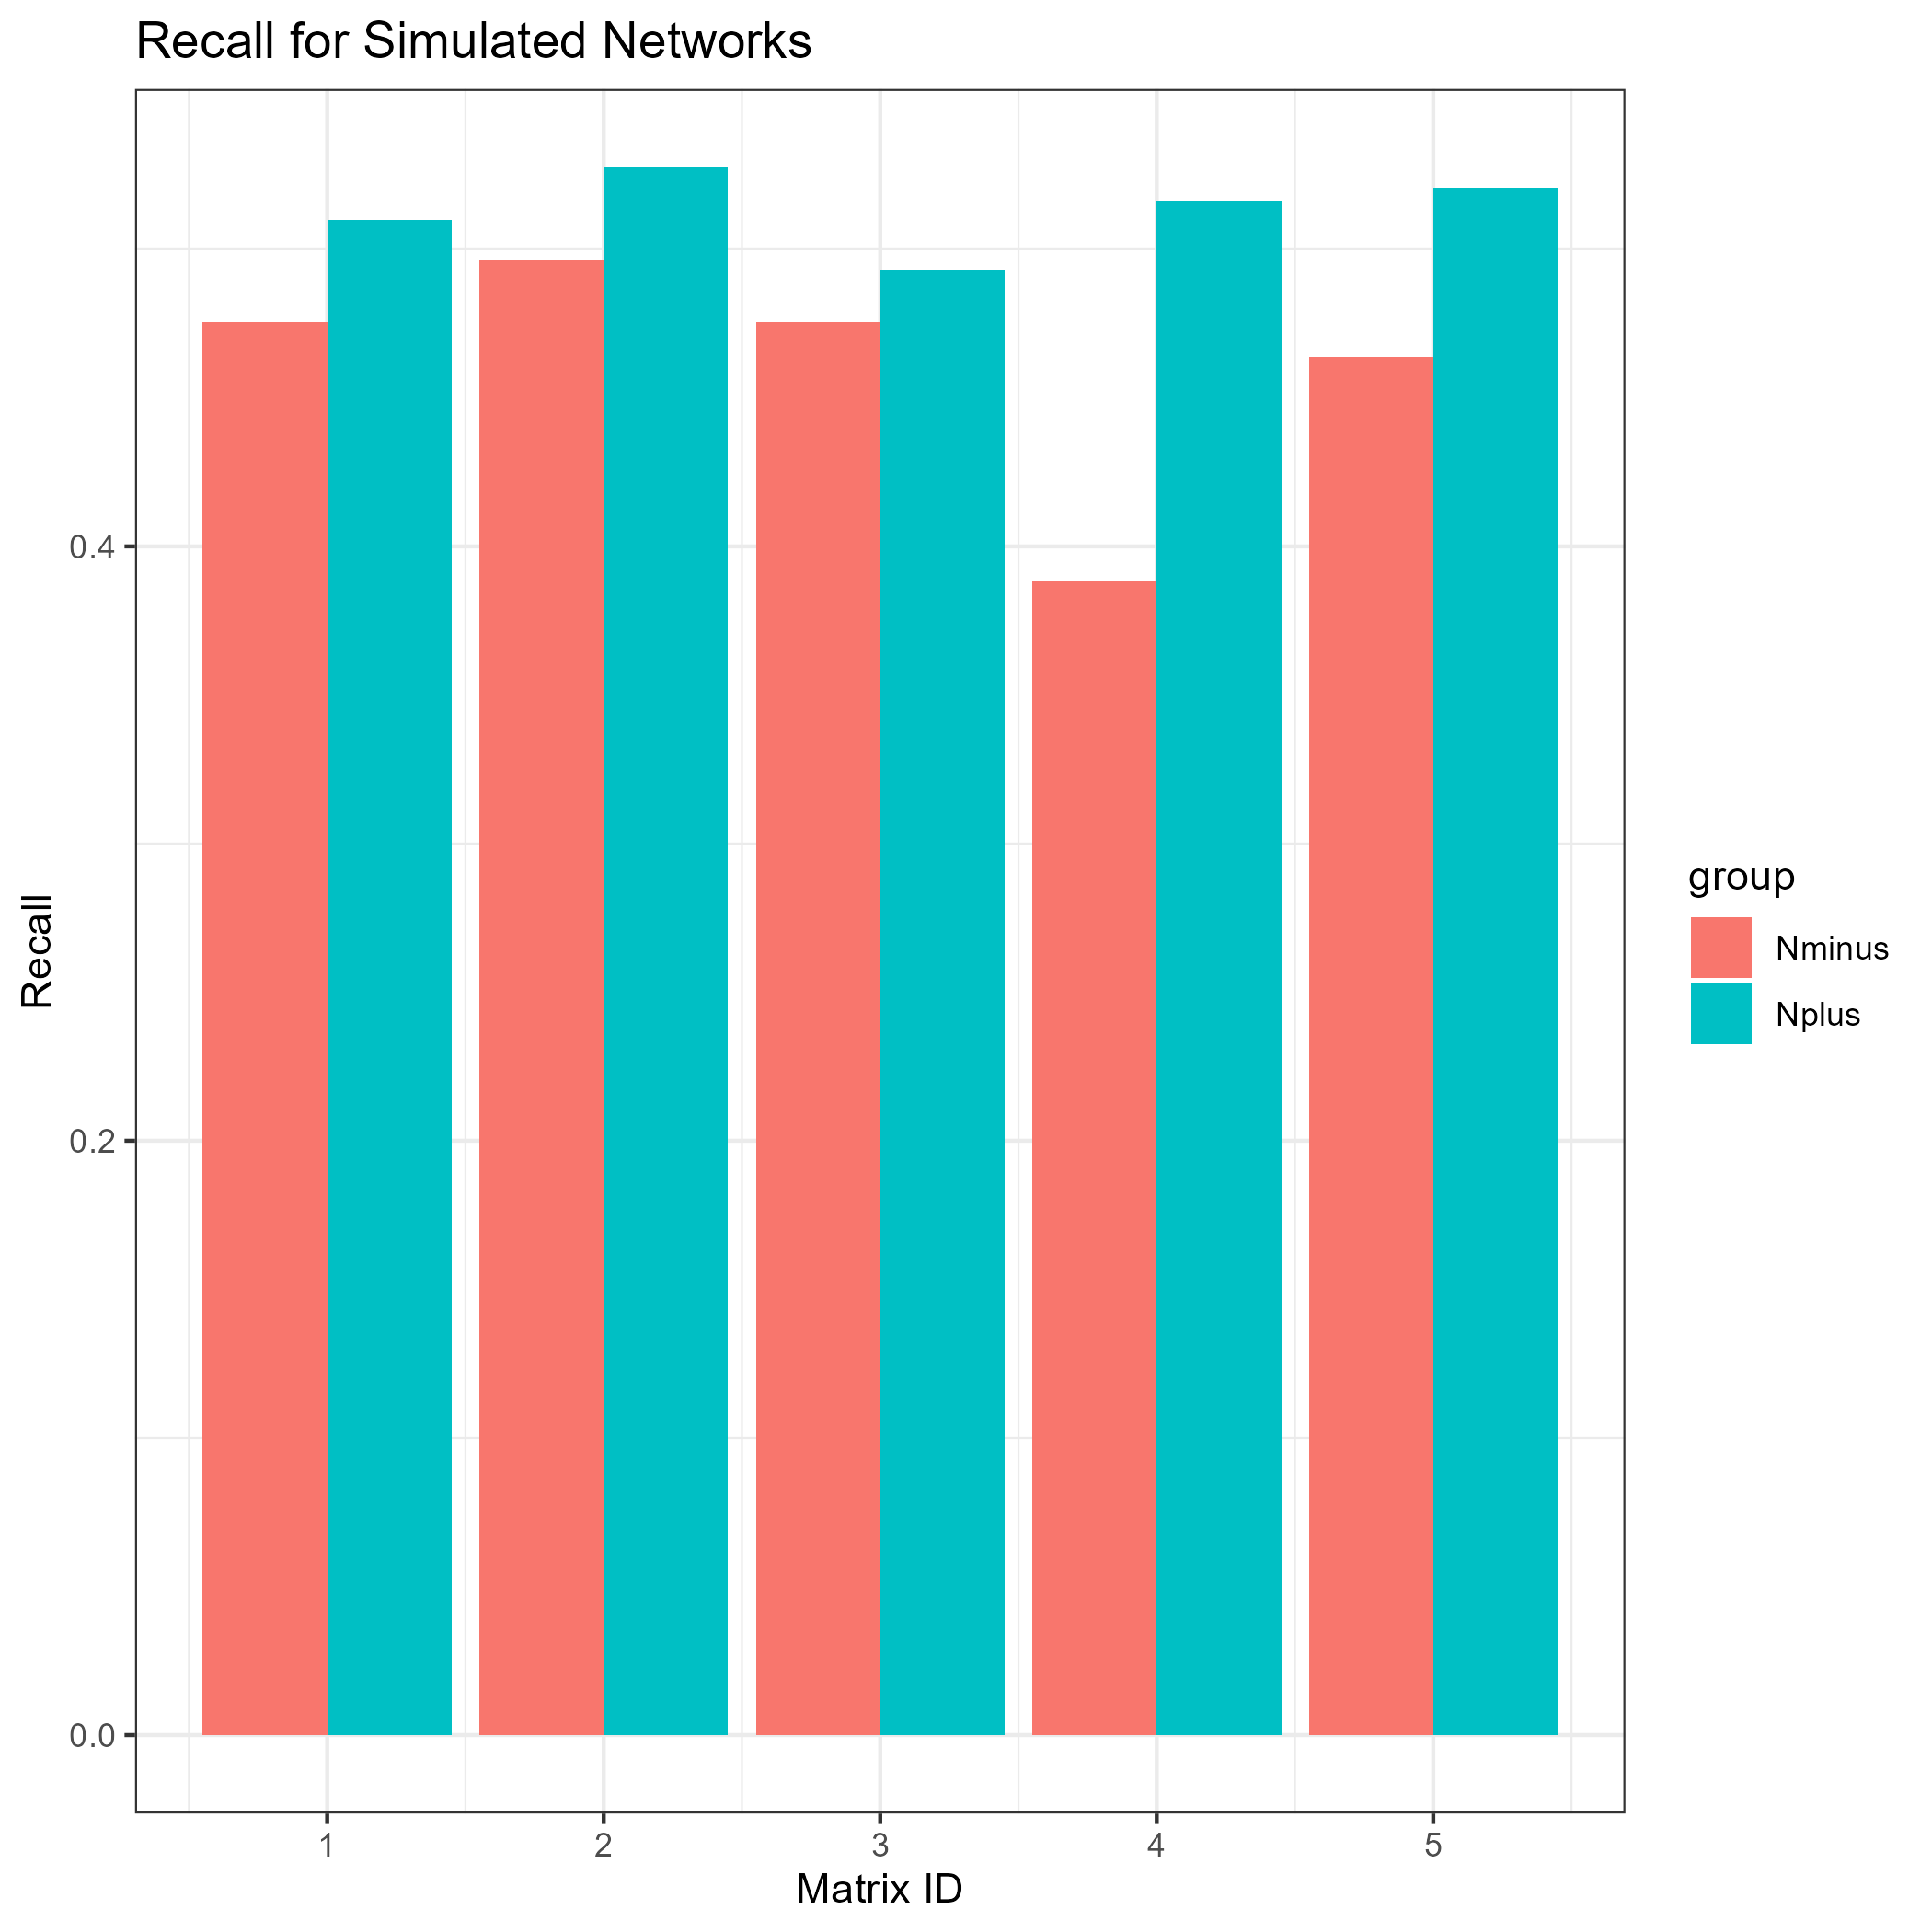 Recall for Simulated Networks
Recall
0.4
0.2
0.0
1 2 3 4 5
Matrix ID
group
Nminus
Nplus